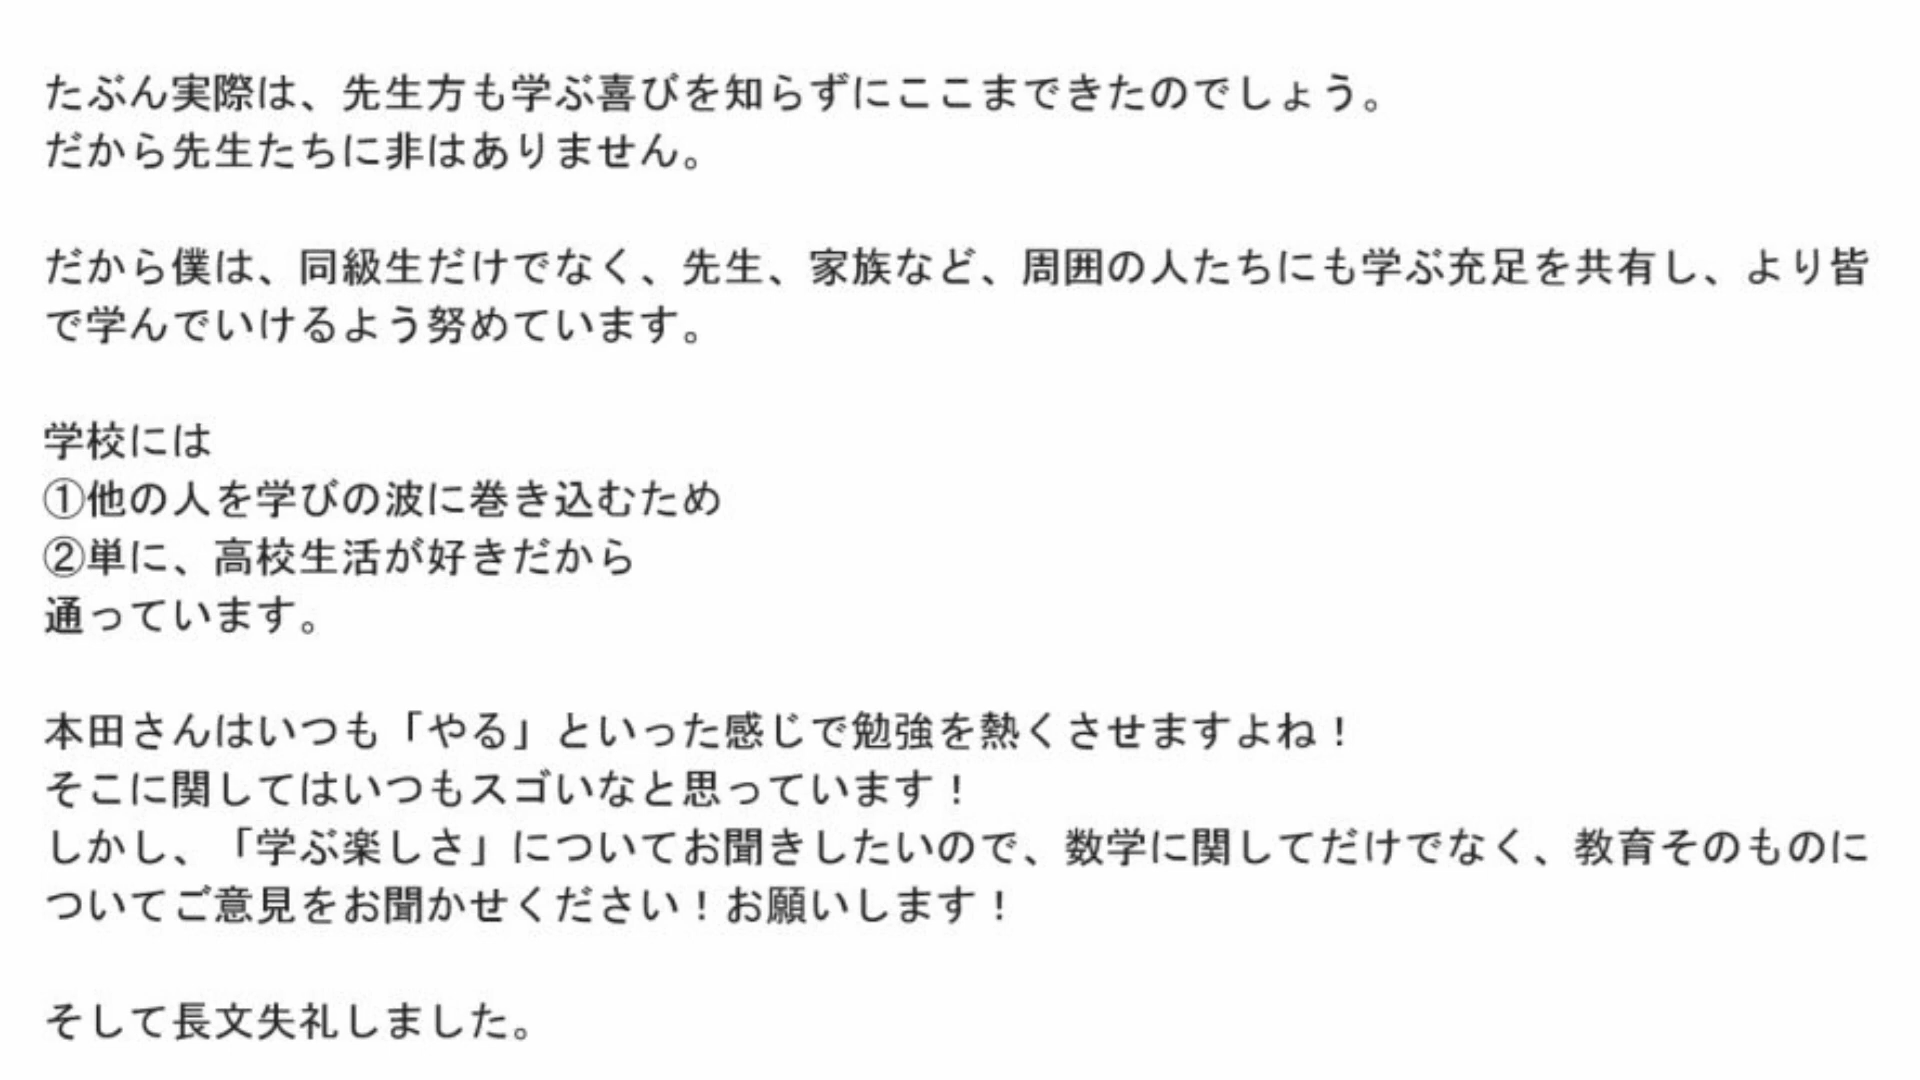 たぶん実際は、先生方も学ぶ喜びを知らずにここまできたのでしょう。
だから先生たちに非はありません。
だから僕は、同級生だけでなく、先生、家族など、周囲の人たちにも学ぶ充足を共有し、より皆
で学んでいけるよう努めています。
学校には
①他の人を学びの波に巻き込むため
②単に、高校生活が好きだから
通っています。
本田さんはいつも「やる」といった感じで勉強を熱くさせますよね！
そこに関してはいつもスゴいなと思っています！
しかし、「学ぶ楽しさ」についてお聞きしたいので、数学に関してだけでなく、教育そのものに
ついてご意見をお聞かせください！お願いします！
そして長文失礼しました。